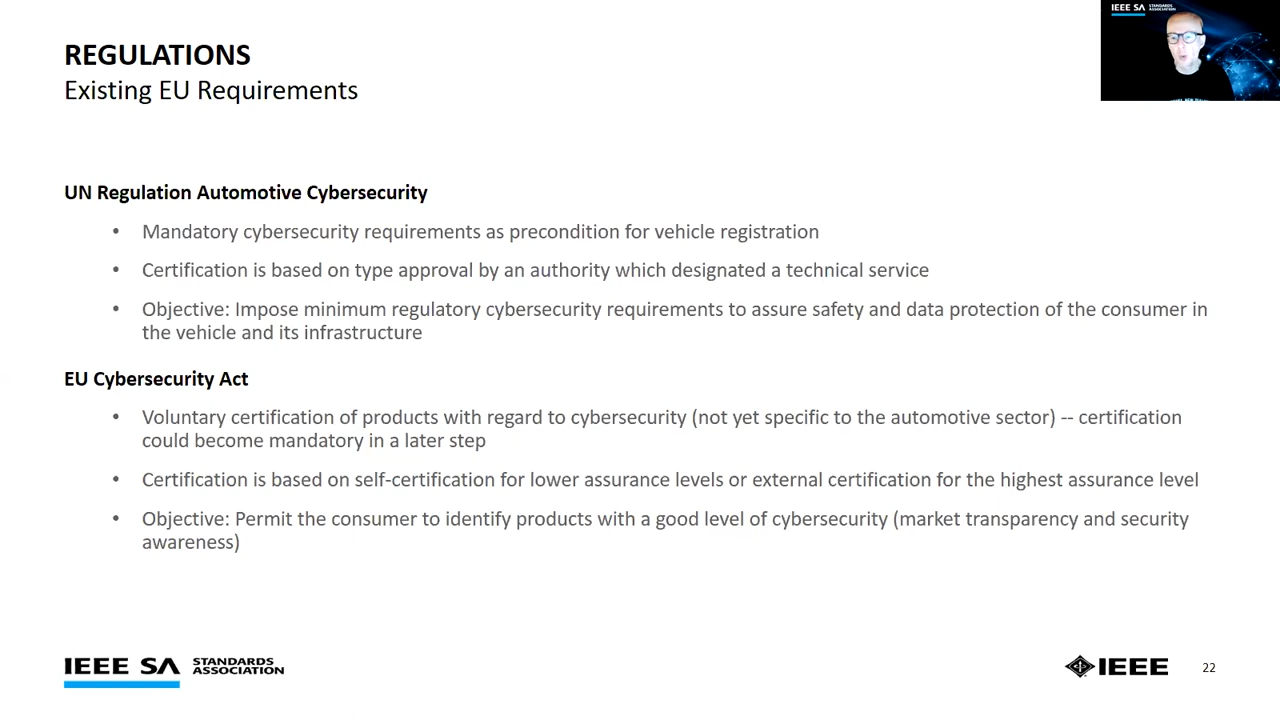 REGULATIONS
Existing EU Requirements
IEEE SA STANDARDS ASSOCIATION
UN Regulation Automotive Cybersecurity
• Mandatory cybersecurity requirements as precondition for vehicle registration
• Certification is based on type approval by an authority which designated a technical service
• Objective: Impose minimum regulatory cybersecurity requirements to assure safety and data protection of the consumer in
the vehicle and its infrastructure
EU Cybersecurity Act
• Voluntary certification of products with regard to cybersecurity (not yet specific to the automotive sector) -- certification
could become mandatory in a later step
• Certification is based on self-certification for lower assurance levels or external certification for the highest assurance level
• Objective: Permit the consumer to identify products with a good level of cybersecurity (market transparency and security
awareness)
IEEE SA STANDARDS
ASSOCIATION
IEEE
22